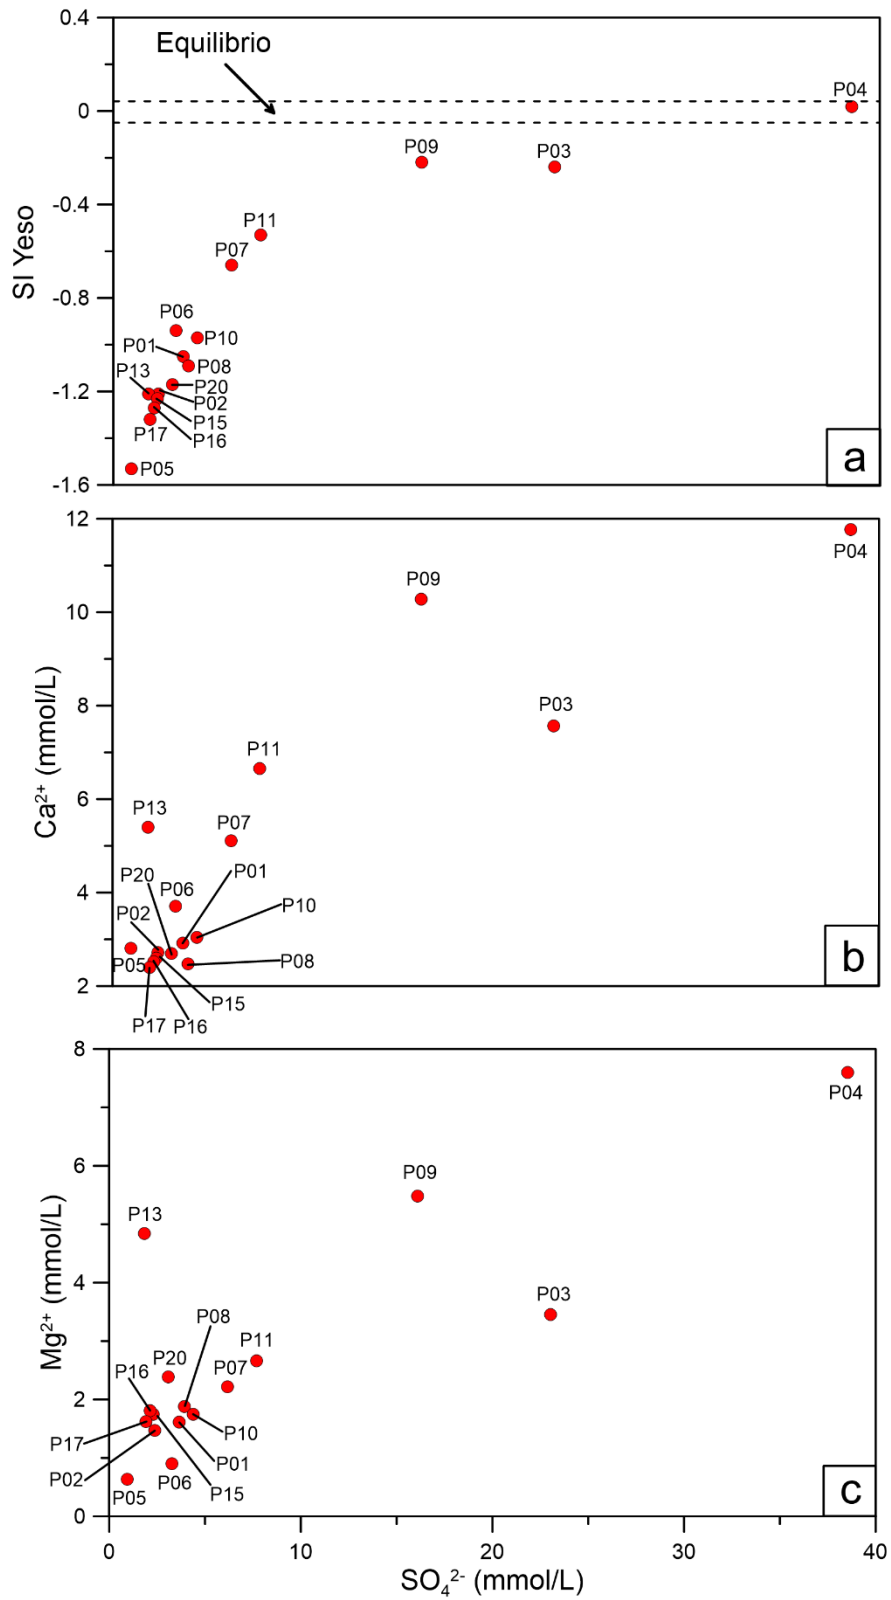 0.4
Equilibrio
P04
0
P09
P03
-0.4
P11
P07
SI Yeso
-0.8
P06
P10
P01
P08
P13
P20
-1.2
P02
P15
P17
P16
P05
a
-1.6
12
P04
P09
10
P03
8
P11
Ca²⁺ (mmol/L)
P13
P07
6
P01
P20
P06
4
P10
P02
P08
P05
b
2
P15
P17
P16
8
P04
P09
6
P13
Mg²⁺ (mmol/L)
P03
4
P08
P11
P20
P07
P16
2
P10
P17
P01
P02
P06
P15
P05
c
0
0
10
20
30
40
SO₄²⁻ (mmol/L)